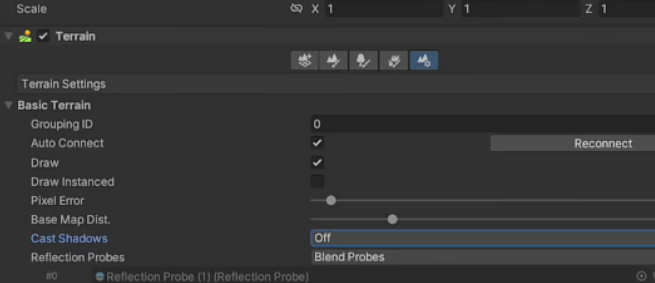 Scale X 1 Y 1 Z 1
Terrain
Terrain Settings
Basic Terrain
Grouping ID 0
Auto Connect Reconnect
Draw
Draw Instanced
Pixel Error
Base Map Dist.
Cast Shadows Off
Reflection Probes Blend Probes
#0 Reflection Probe (1) (Reflection Probe)